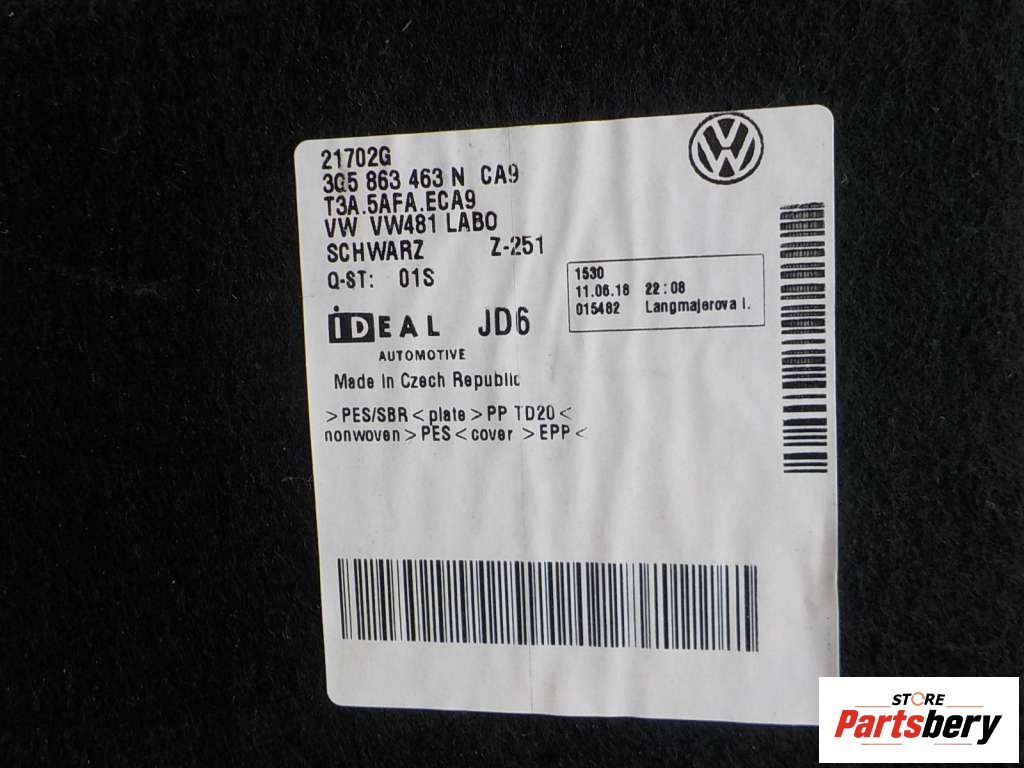 21702G
3Q5 863 463 N CA9
T3A.5AFA.ECA9
VW VW481 LABO
SCHWARZ Z-251
Q-ST: 01S
1530
11.06.18 22:08
015482 Langmajerova I.
iDEAL JD6
AUTOMOTIVE
Made In Czech Republic
>PES/SBR< plate >PP TD20<
nonwoven >PES< cover >EPP<
STORE
Partsbery